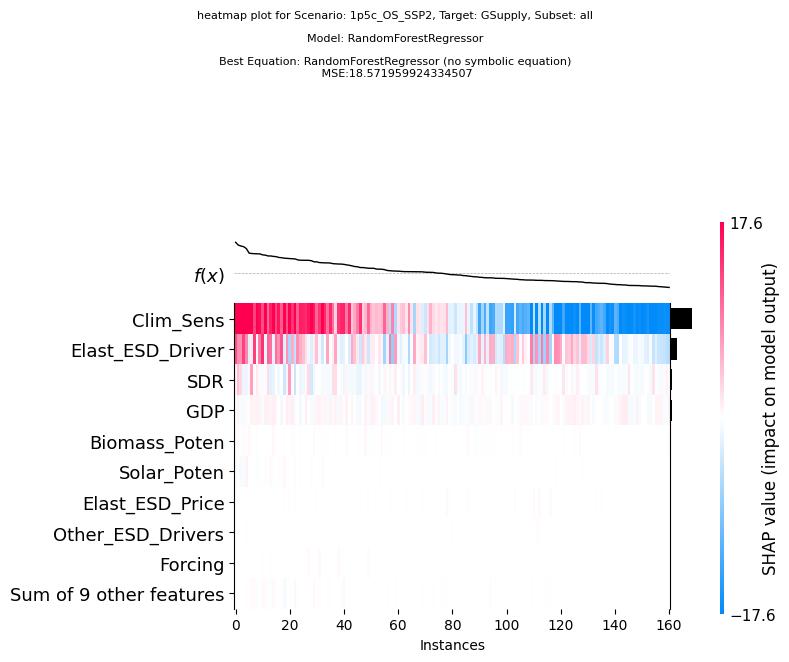 heatmap plot for Scenario: 1p5c_OS_SSP2, Target: GSupply, Subset: all
Model: RandomForestRegressor
Best Equation: RandomForestRegressor (no symbolic equation)
MSE:18.571959924334507
17.6
f(x)
Clim_Sens
Elast_ESD_Driver
SDR
GDP
Biomass_Poten
Solar_Poten
Elast_ESD_Price
Other_ESD_Drivers
Forcing
Sum of 9 other features
SHAP value (impact on model output)
−17.6
0 20 40 60 80 100 120 140 160
Instances